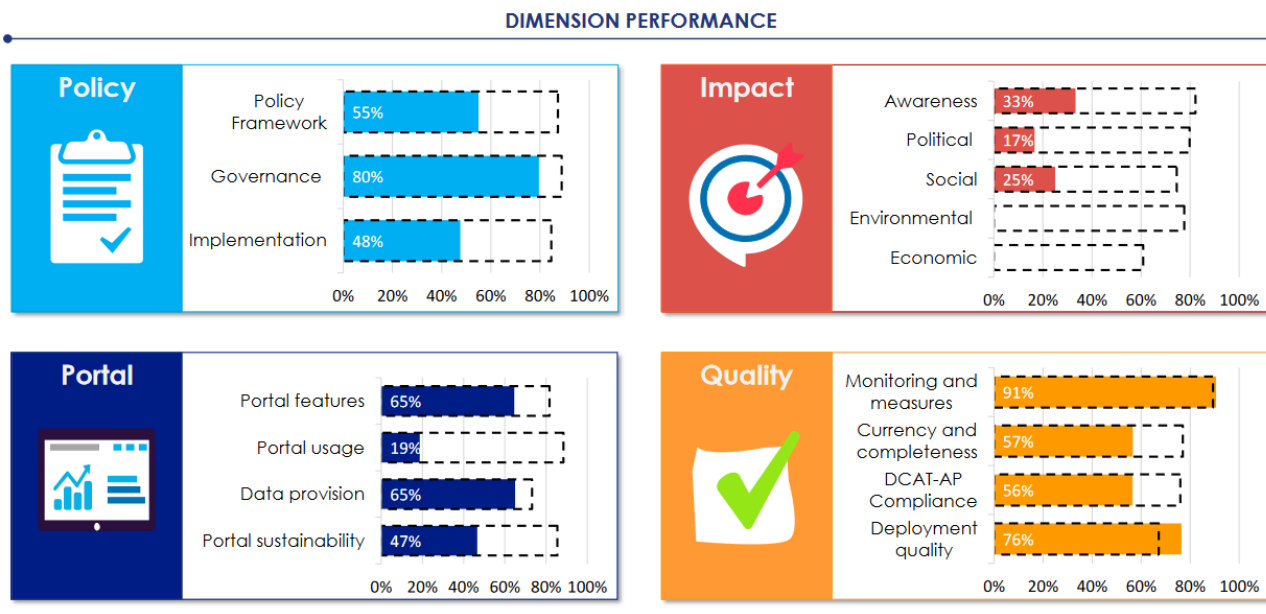 DIMENSION PERFORMANCE
Policy
Policy
Framework
55%
Governance
80%
Implementation
48%
0% 20% 40% 60% 80% 100%
Impact
Awareness
33%
Political
17%
Social
25%
Environmental
Economic
0% 20% 40% 60% 80% 100%
Portal
Portal features
65%
Portal usage
19%
Data provision
65%
Portal sustainability
47%
0% 20% 40% 60% 80% 100%
Quality
Monitoring and
measures
91%
Currency and
completeness
57%
DCAT-AP
Compliance
56%
Deployment
quality
76%
0% 20% 40% 60% 80% 100%